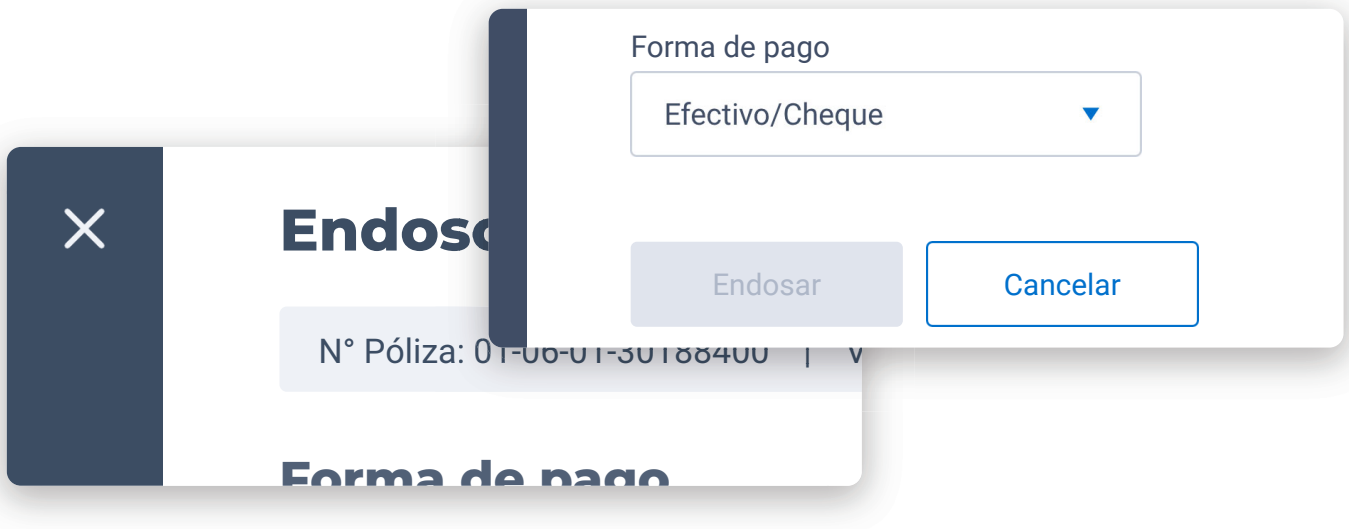 Forma de pago
Efectivo/Cheque
Endosar
Cancelar
N° Póliza: 01-06-01-30188400 |
Forma de pago